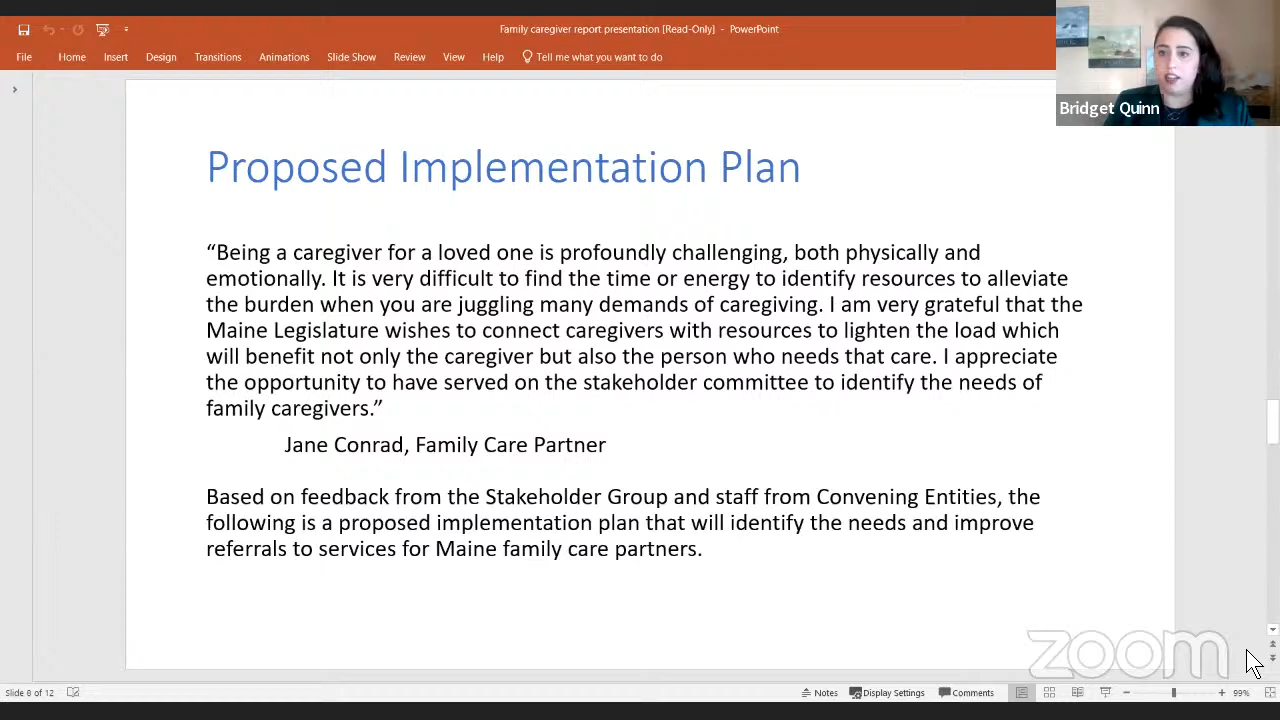 Family caregiver report presentation [Read-Only] - PowerPoint
File Home Insert Design Transitions Animations Slide Show Review View Help Tell me what you want to do
Bridget Quinn
Proposed Implementation Plan
“Being a caregiver for a loved one is profoundly challenging, both physically and
emotionally. It is very difficult to find the time or energy to identify resources to alleviate
the burden when you are juggling many demands of caregiving. I am very grateful that the
Maine Legislature wishes to connect caregivers with resources to lighten the load which
will benefit not only the caregiver but also the person who needs that care. I appreciate
the opportunity to have served on the stakeholder committee to identify the needs of
family caregivers.”
Jane Conrad, Family Care Partner
Based on feedback from the Stakeholder Group and staff from Convening Entities, the
following is a proposed implementation plan that will identify the needs and improve
referrals to services for Maine family care partners.
zoom
Slide 8 of 12 Notes Display Settings Comments 99%